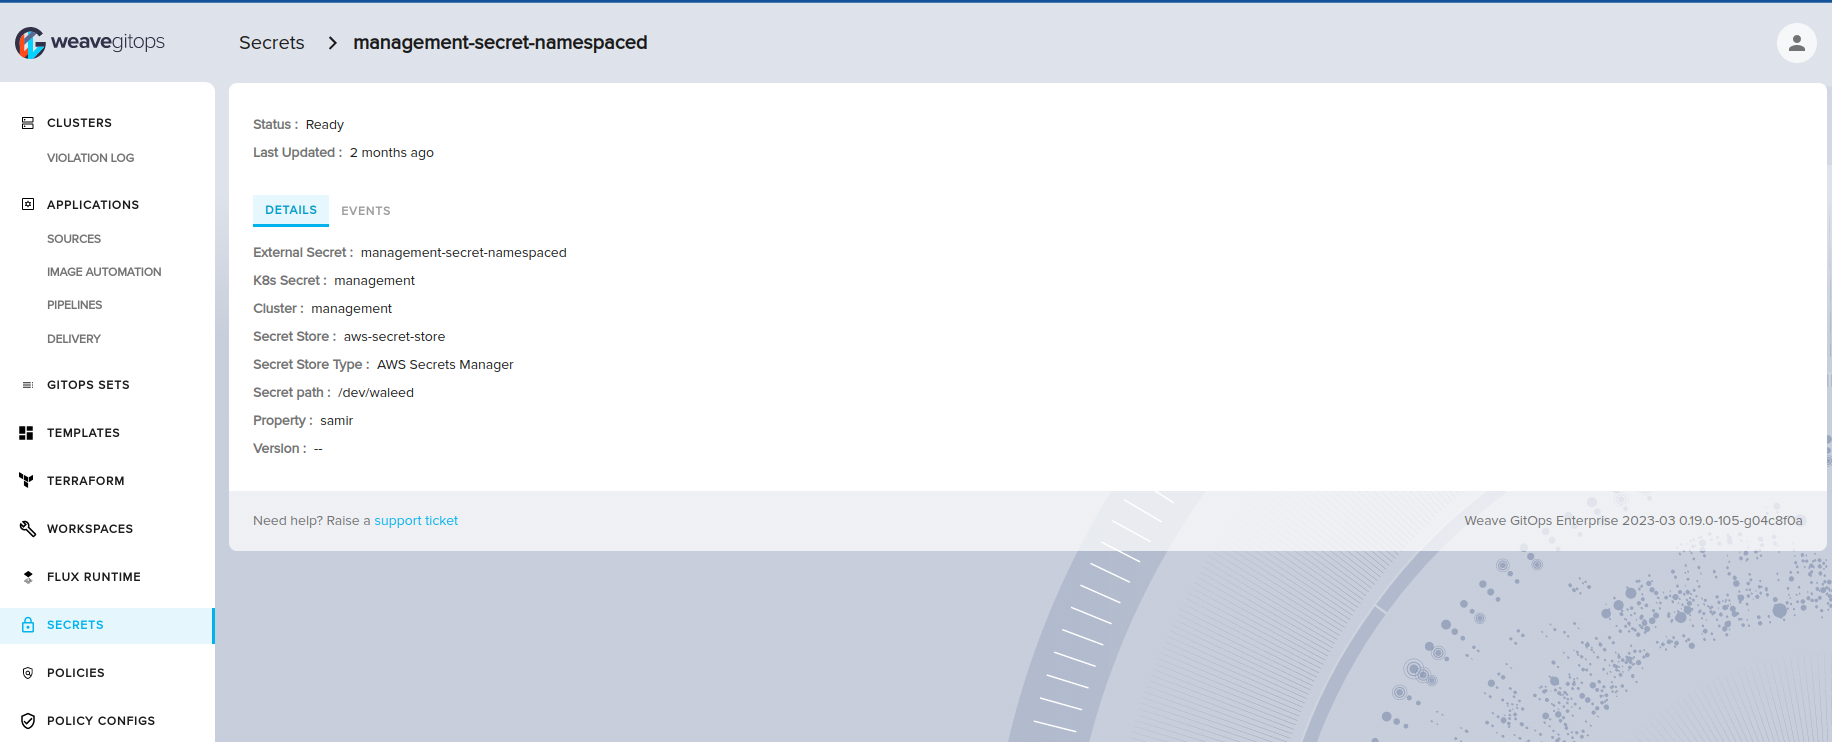 weavegitops
Secrets > management-secret-namespaced
CLUSTERS
VIOLATION LOG
APPLICATIONS
SOURCES
IMAGE AUTOMATION
PIPELINES
DELIVERY
GITOPS SETS
TEMPLATES
TERRAFORM
WORKSPACES
FLUX RUNTIME
SECRETS
POLICIES
POLICY CONFIGS
Status : Ready
Last Updated : 2 months ago
DETAILS EVENTS
External Secret : management-secret-namespaced
K8s Secret : management
Cluster : management
Secret Store : aws-secret-store
Secret Store Type : AWS Secrets Manager
Secret path : /dev/waleed
Property : samir
Version : --
Need help? Raise a support ticket
Weave GitOps Enterprise 2023-03 0.19.0-105-g04c8f0a